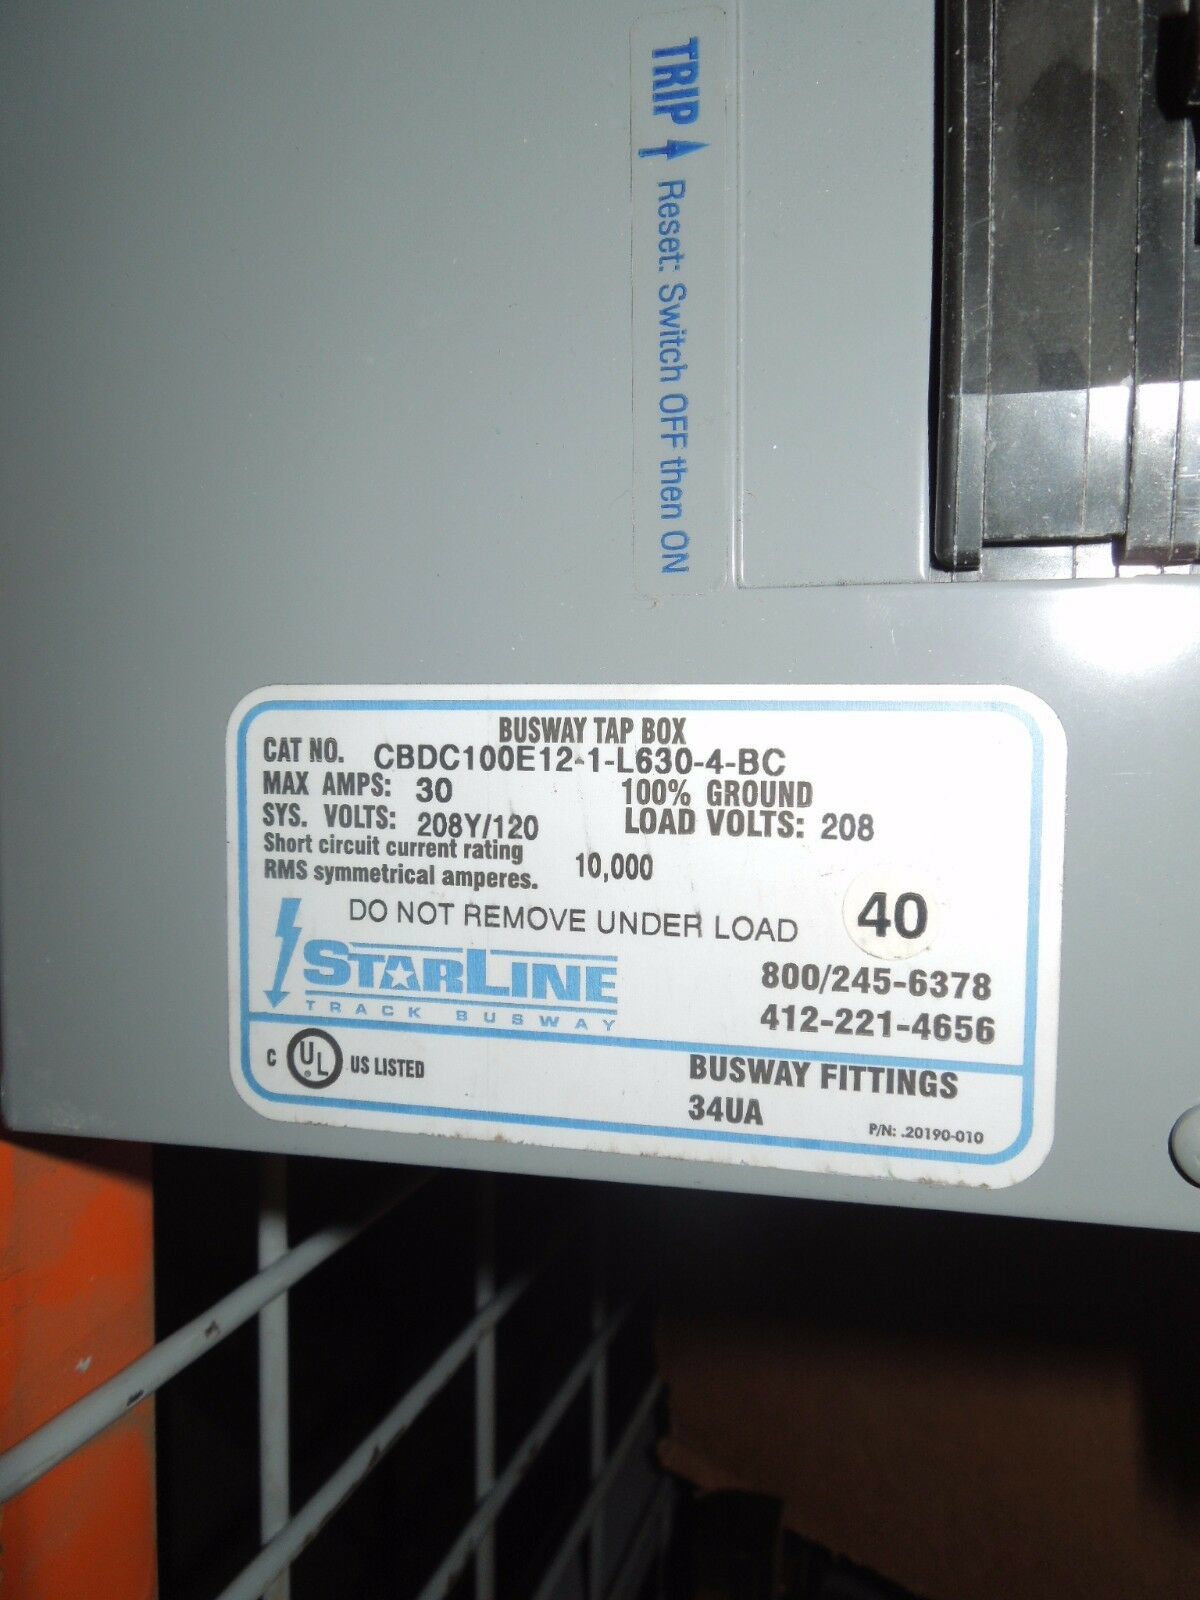 TRIP Reset: Switch OFF then ON
BUSWAY TAP BOX
CAT NO. CBDC100E12-1-L630-4-BC
MAX AMPS: 30 100% GROUND
SYS. VOLTS: 208Y/120 LOAD VOLTS: 208
Short circuit current rating
RMS symmetrical amperes. 10,000
DO NOT REMOVE UNDER LOAD 40
STARLINE 800/245-6378
TRACK BUSWAY 412-221-4656
C UL US LISTED BUSWAY FITTINGS
34UA P/N: .20190-010